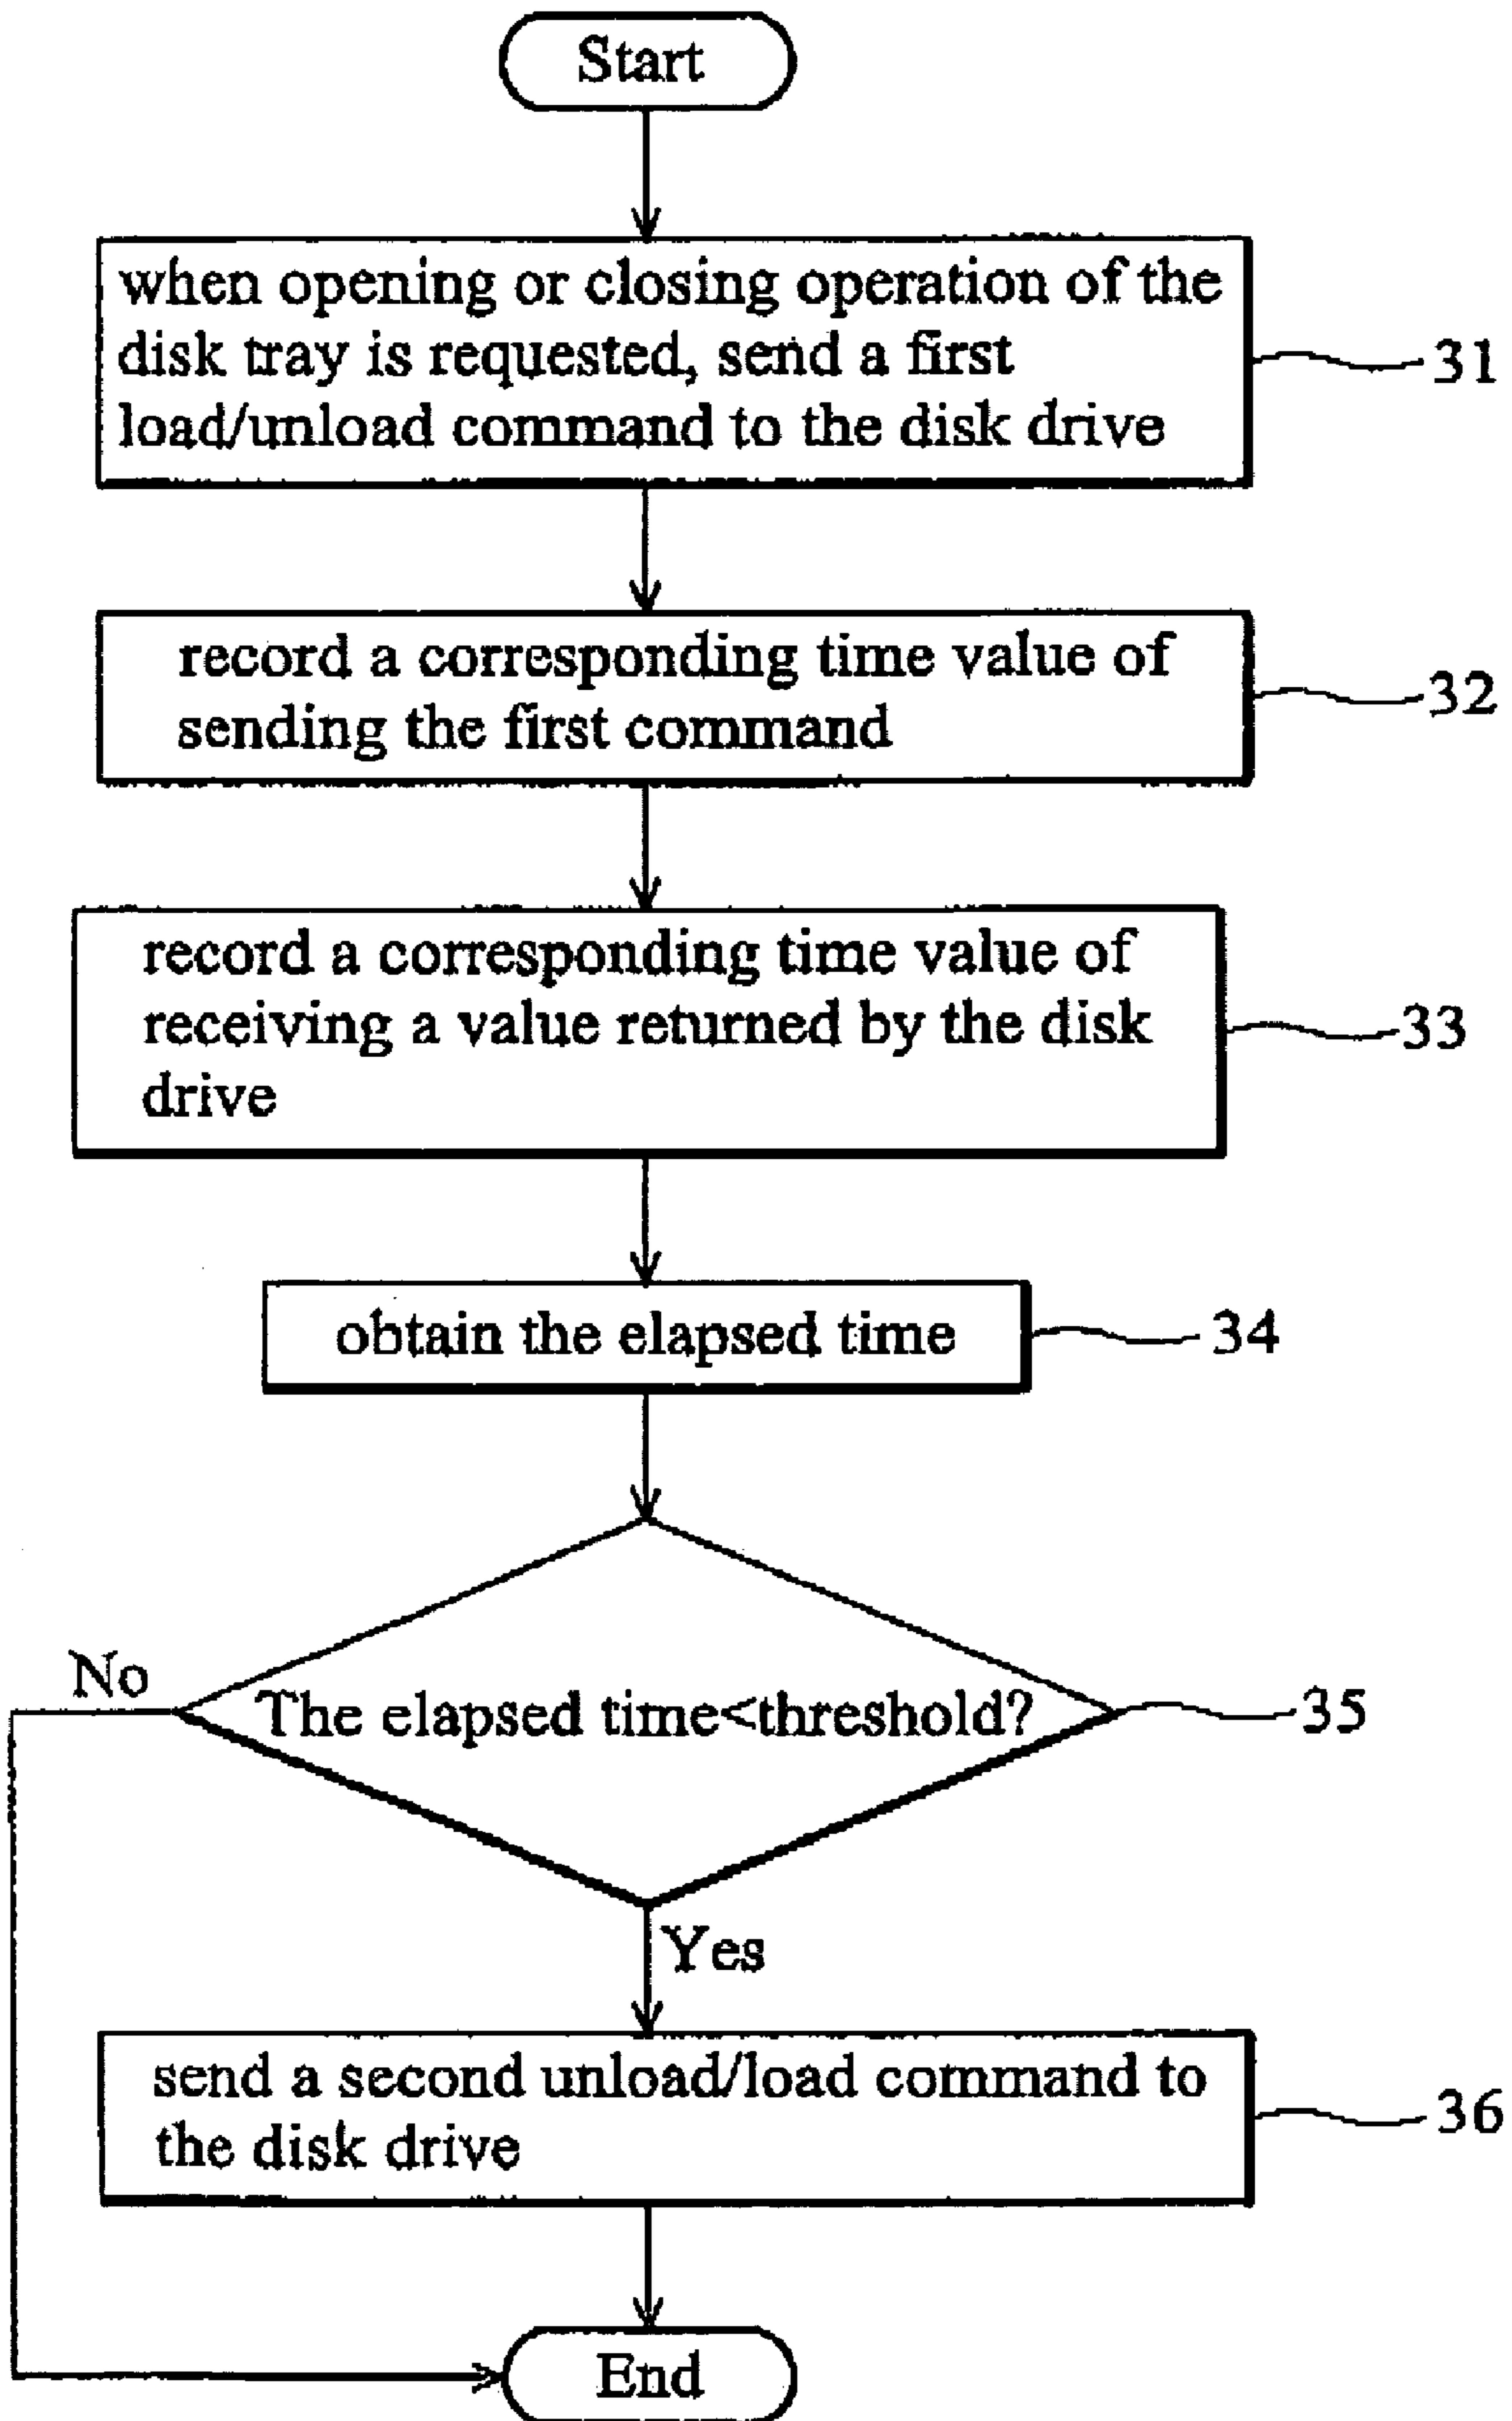 Start
when opening or closing operation of the
disk tray is requested, send a first
load/unload command to the disk drive
31
record a corresponding time value of
sending the first command
32
record a corresponding time value of
receiving a value returned by the disk
drive
33
obtain the elapsed time
34
No
The elapsed time<threshold?
35
Yes
send a second unload/load command to
the disk drive
36
End